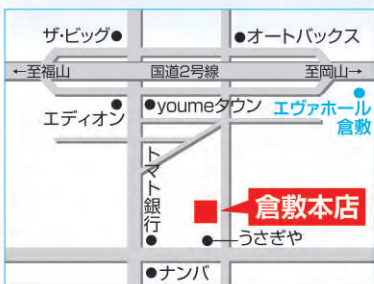 ザ・ビッグ
オートバックス
←至福山
国道2号線
至岡山→
エディオン
youmeタウン
エヴァホール
倉敷
トマト銀行
倉敷本店
うさぎや
ナンバ